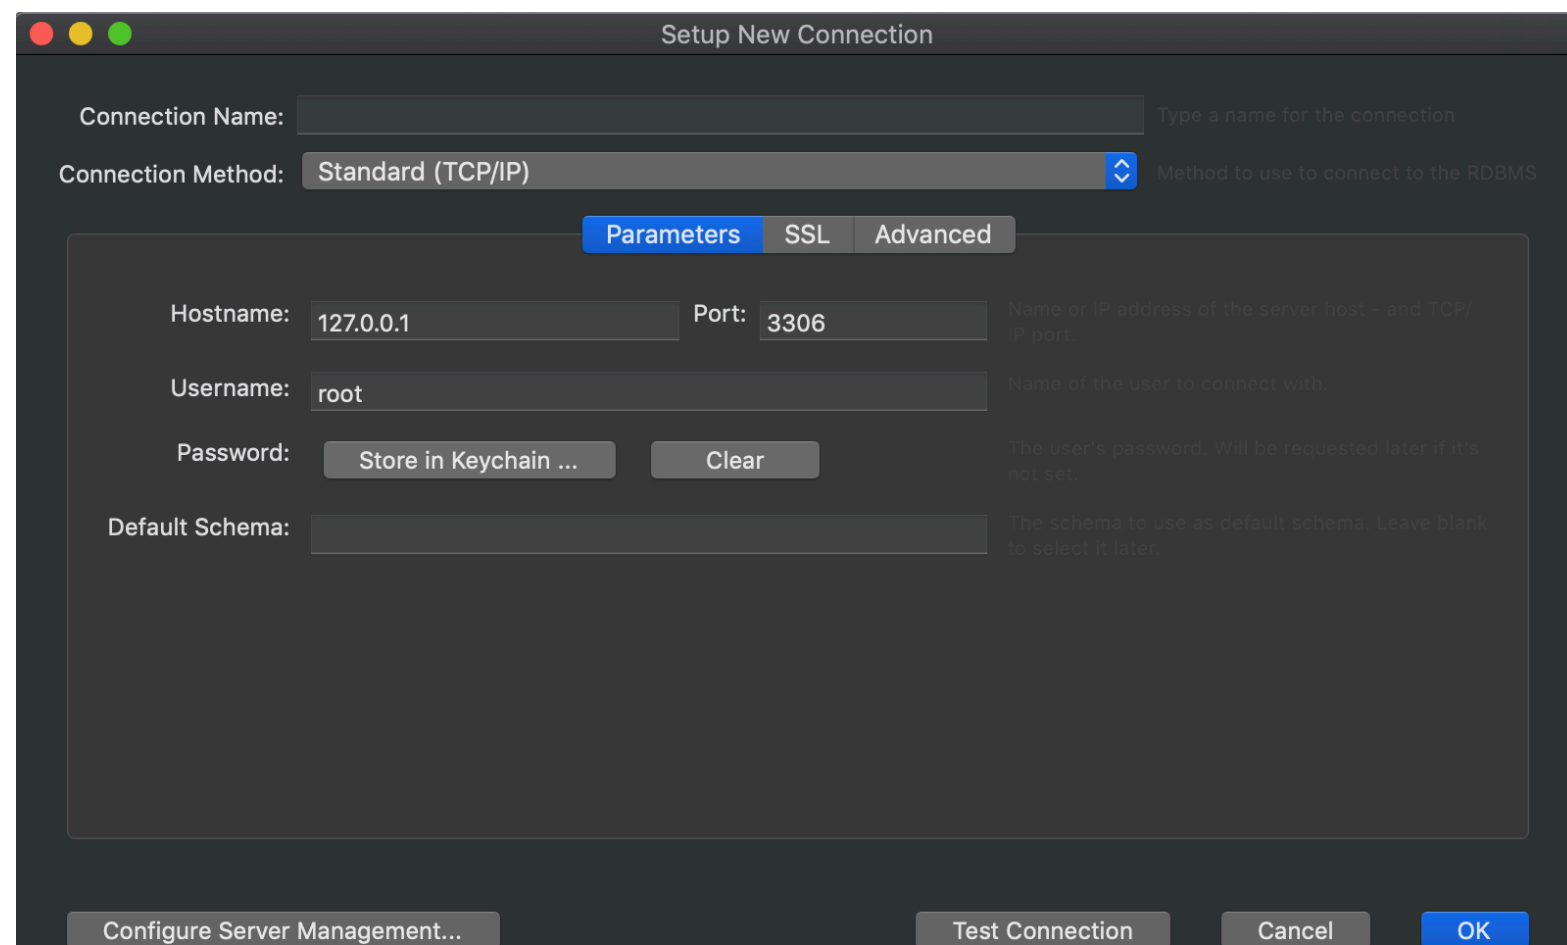 Setup New Connection
Connection Name:
Type a name for the connection
Connection Method: Standard (TCP/IP)
Method to use to connect to the RDBMS
Parameters SSL Advanced
Hostname: 127.0.0.1 Port: 3306
Name or IP address of the server host - and TCP/
IP port.
Username: root
Name of the user to connect with.
Password: Store in Keychain ... Clear
The user's password. Will be requested later if it's
not set.
Default Schema:
The schema to use as default schema. Leave blank
to select it later.
Configure Server Management... Test Connection Cancel OK